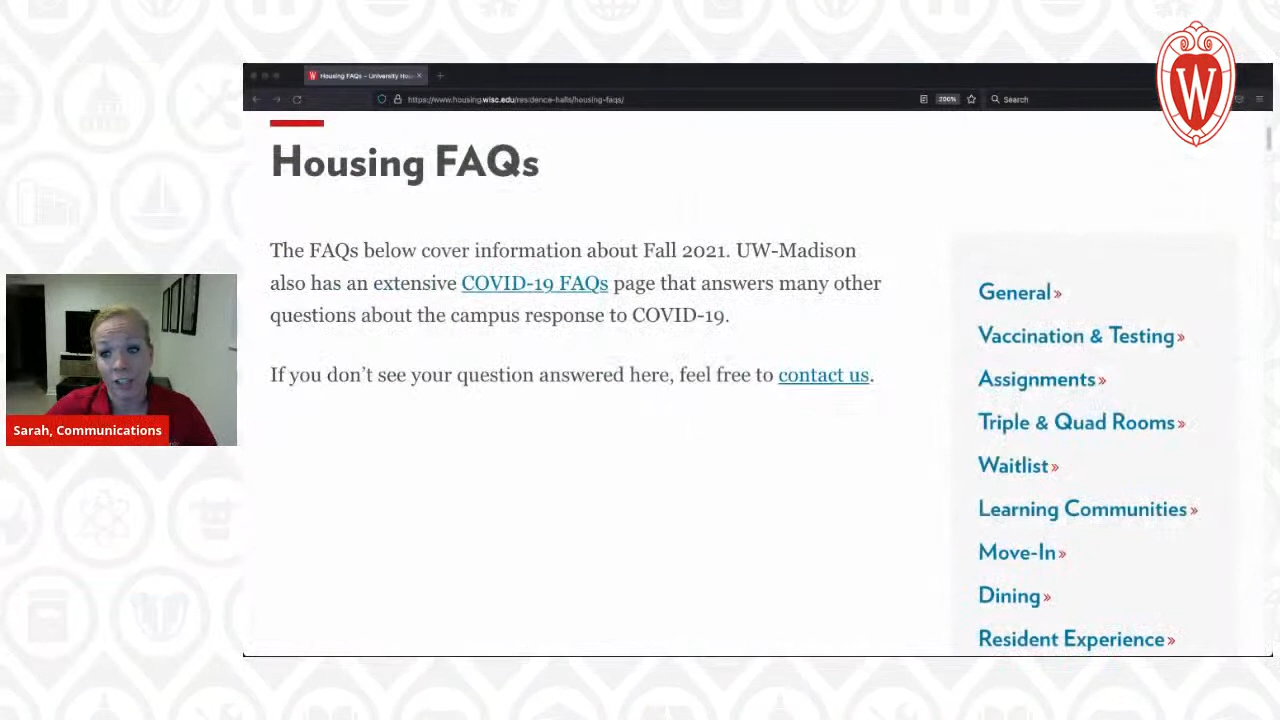 Housing FAQs – University Hou
https://www.housing.wisc.edu/residence-halls/housing-faqs/
200%
Search
W
Housing FAQs
The FAQs below cover information about Fall 2021. UW-Madison
also has an extensive COVID-19 FAQs page that answers many other
questions about the campus response to COVID-19.
If you don't see your question answered here, feel free to contact us.
General »
Vaccination & Testing »
Assignments »
Triple & Quad Rooms »
Waitlist »
Learning Communities »
Move-In »
Dining »
Resident Experience »
Sarah, Communications